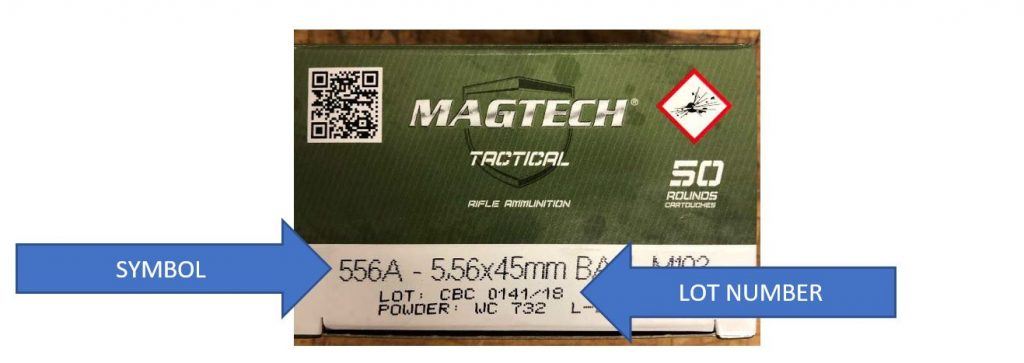 MAGTECH®
TACTICAL
RIFLE AMMUNITION
50
ROUNDS
CARTOUCHES
SYMBOL
556A - 5.56x45mm
LOT NUMBER
LOT: CBC 0141/18
POWDER: WC 732